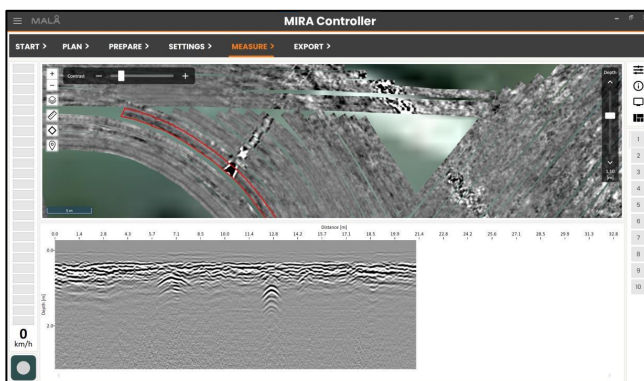 MALÅ
MIRA Controller
START >
PLAN >
PREPARE >
SETTINGS >
MEASURE >
EXPORT >
Contrast
Depth
[m]
5 m
Distance [m]
0.0 1.4 2.8 4.3 5.7 7.1 8.5 10.0 11.4 12.8 14.2 15.7 17.1 18.5 19.9 21.4 22.8 24.2 25.6 27.1 28.5 29.9 31.3 32.8
0.0
Depth [m]
2.0
0
km/h
1
2
3
4
5
6
7
8
9
10